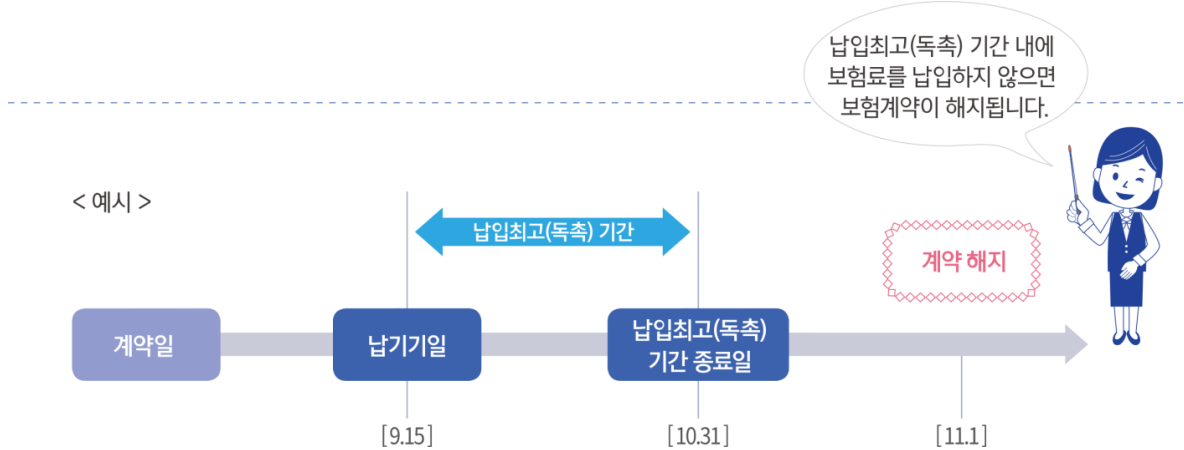 납입최고(독촉) 기간 내에
보험료를 납입하지 않으면
보험계약이 해지됩니다.
< 예시 >
납입최고(독촉) 기간
계약 해지
계약일
납기기일
납입최고(독촉)
기간 종료일
[9.15]
[10.31]
[11.1]